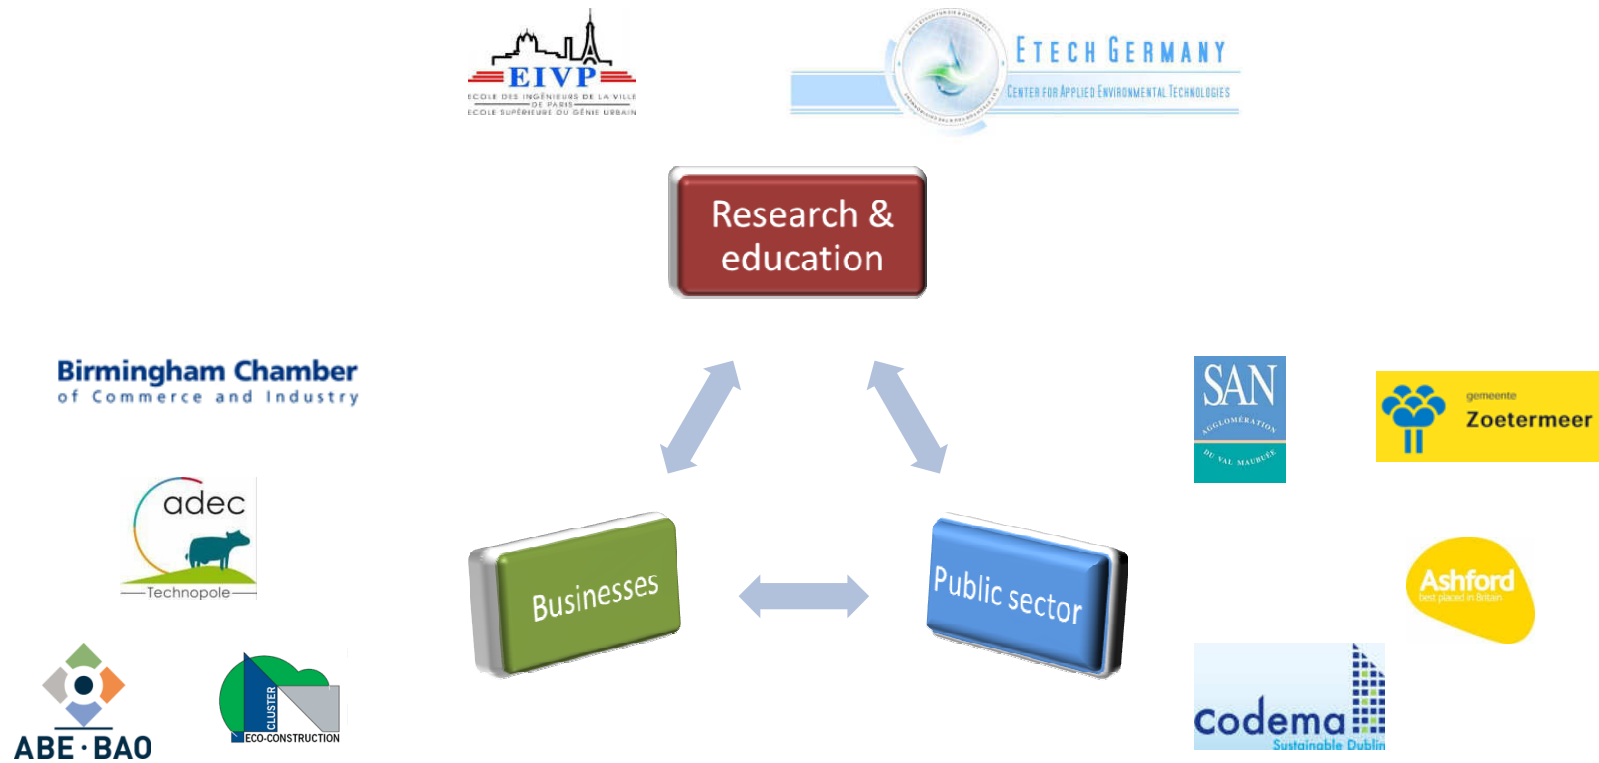 EIVP
ECOLE DES INGÉNIEURS DE LA VILLE
DE PARIS
ECOLE SUPÉRIEURE DU GÉNIE URBAIN
ETECH GERMANY
CENTER FOR APPLIED ENVIRONMENTAL TECHNOLOGIES
Research &
education
Birmingham Chamber
of Commerce and Industry
SAN
AGGLOMÉRATION
DU VAL MAUBUÉE
gemeente
Zoetermeer
adec
Technopole
Businesses
Public sector
Ashford
best placed in Britain
ABE·BAO
CLUSTER
ECO-CONSTRUCTION
codema
Sustainable Dublin